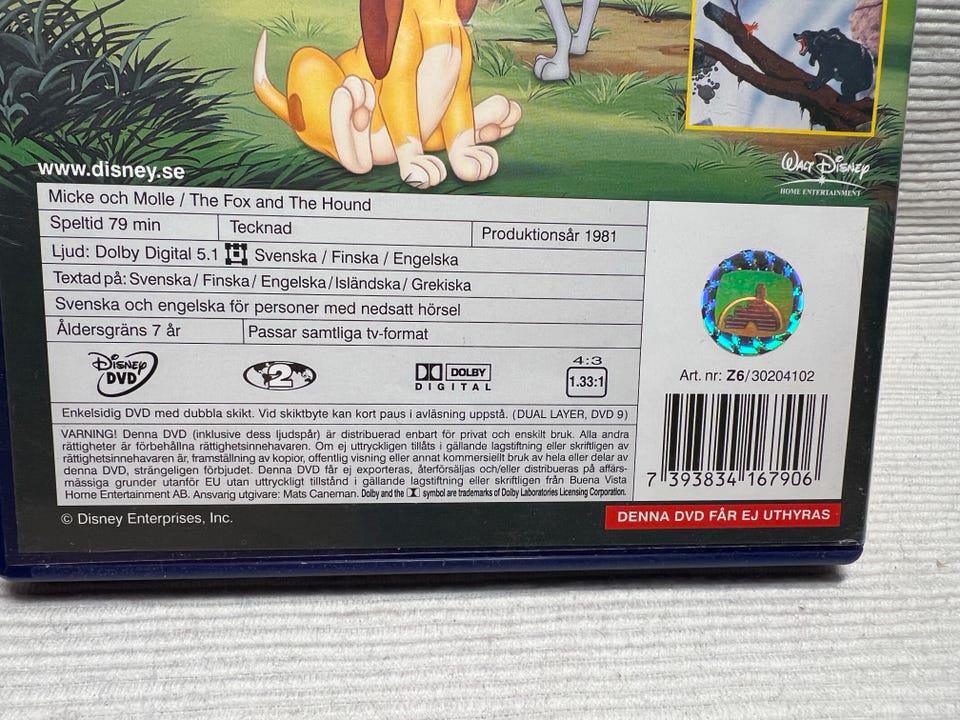 www.disney.se
WALT DISNEY
HOME ENTERTAINMENT
Micke och Molle / The Fox and The Hound
Speltid 79 min Tecknad Produktionsår 1981
Ljud: Dolby Digital 5.1 Svenska / Finska / Engelska
Textad på: Svenska / Finska / Engelska / Isländska / Grekiska
Svenska och engelska för personer med nedsatt hörsel
Åldersgräns 7 år Passar samtliga tv-format
DISNEY DVD
2
DOLBY DIGITAL
4:3
1.33:1
Enkelsidig DVD med dubbla skikt. Vid skiktbyte kan kort paus i avläsning uppstå. (DUAL LAYER, DVD 9)
VARNING! Denna DVD (inklusive dess ljudspår) är distribuerad enbart för privat och enskilt bruk. Alla andra
rättigheter är förbehållna rättighetsinnehavaren. Om ej uttryckligen tillåts i gällande lagstiftning eller skriftligen av
rättighetsinnehavaren är, framställning av kopior, offentlig visning eller annat kommersiellt bruk av hela eller delar av
denna DVD, strängeligen förbjudet. Denna DVD får ej exporteras, återförsäljas och/eller distribueras på affärs-
mässiga grunder utanför EU utan uttryckligt tillstånd i gällande lagstiftning eller skriftligen från Buena Vista
Home Entertainment AB. Ansvarig utgivare: Mats Caneman. Dolby and the symbol are trademarks of Dolby Laboratories Licensing Corporation.
Art. nr: Z6/30204102
7 393834 167906
© Disney Enterprises, Inc.
DENNA DVD FÅR EJ UTHYRAS